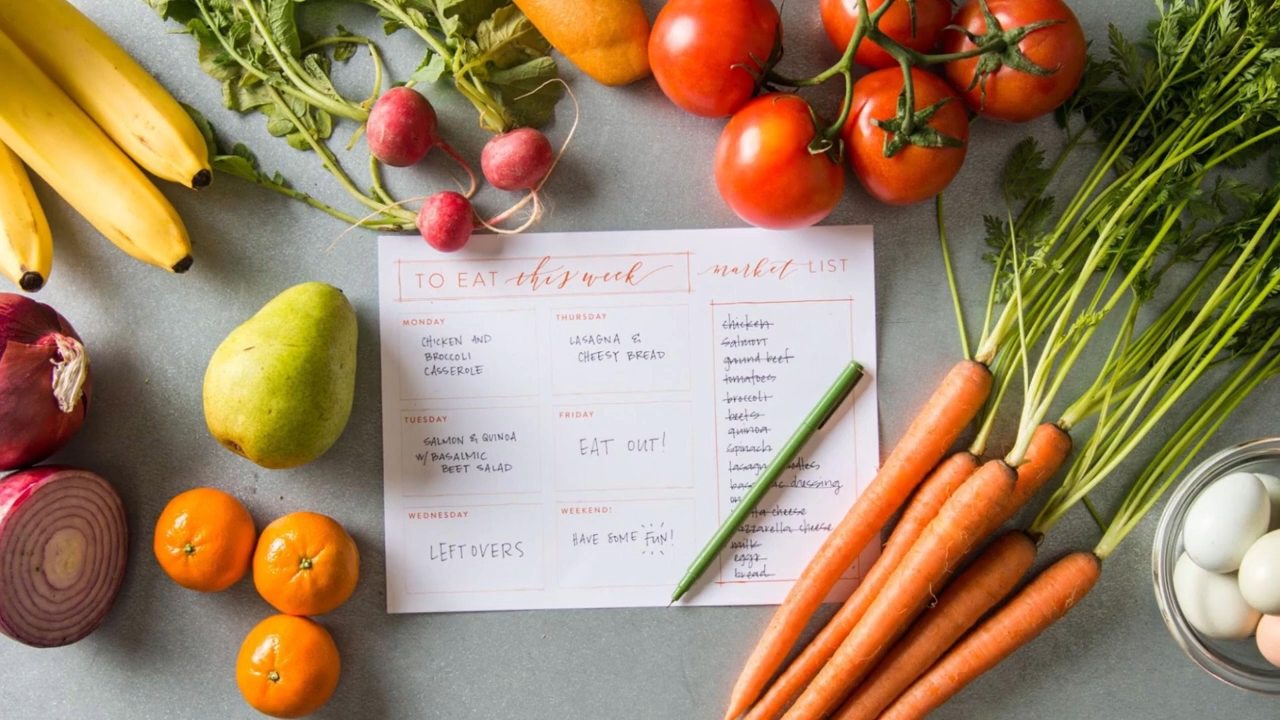 TO EAT this week
MONDAY
CHICKEN AND
BROCCOLI
CASSEROLE
TUESDAY
SALMON & QUINOA
W/ BASALMIC
BEET SALAD
WEDNESDAY
LEFTOVERS
THURSDAY
LASAGNA &
CHEESY BREAD
FRIDAY
EAT OUT!
WEEKEND!
HAVE SOME FUN!
market LIST
chicken
salmon
ground beef
tomatoes
broccoli
beets
quinoa
spinach
lasagna
dressing
cheese
mozzarella cheese
milk
eggs
bread